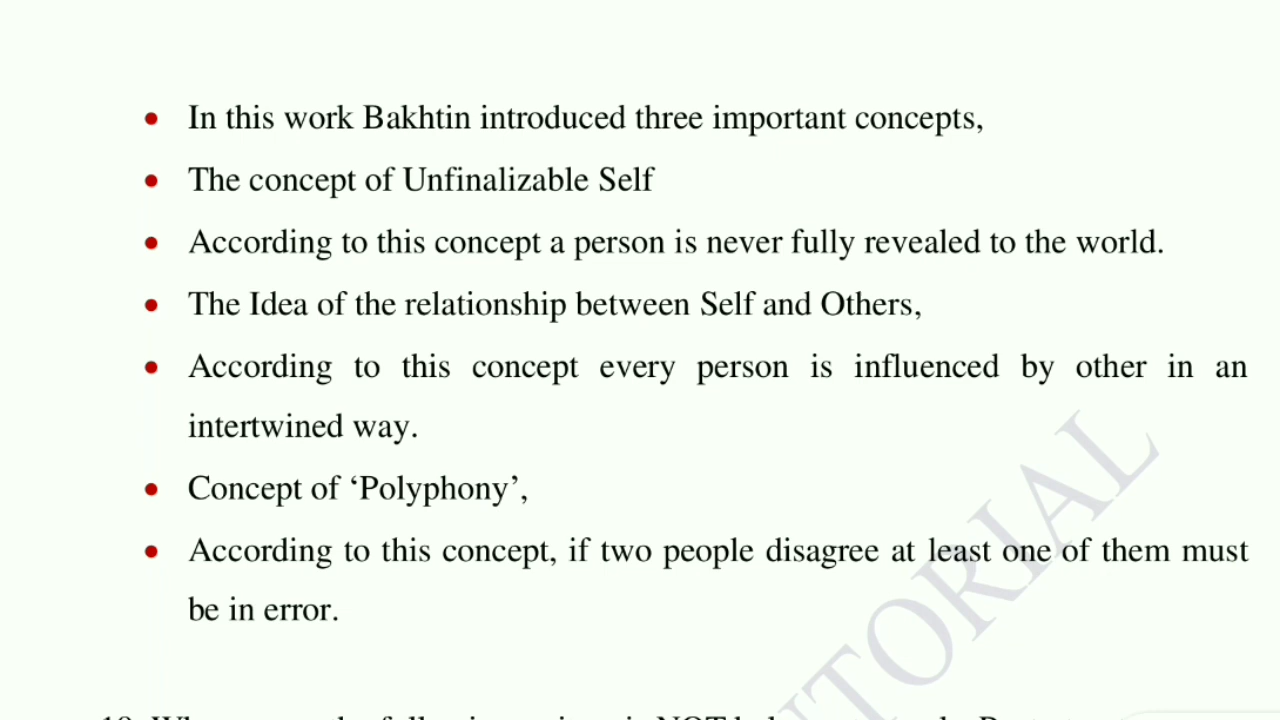 In this work Bakhtin introduced three important concepts,
The concept of Unfinalizable Self
According to this concept a person is never fully revealed to the world.
The Idea of the relationship between Self and Others,
According to this concept every person is influenced by other in an
intertwined way.
Concept of ‘Polyphony’,
According to this concept, if two people disagree at least one of them must
be in error.
TORIAL